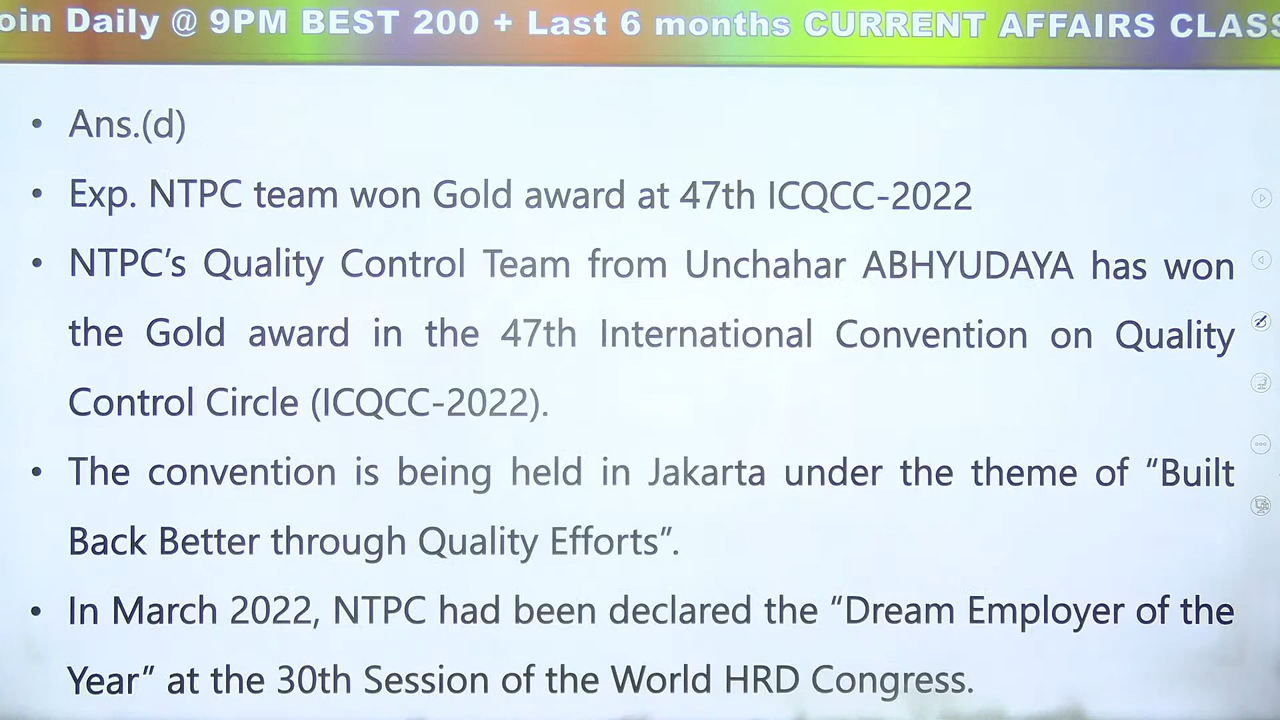 oin Daily @ 9PM BEST 200 + Last 6 months CURRENT AFFAIRS CLASS
• Ans.(d)
• Exp. NTPC team won Gold award at 47th ICQCC-2022
• NTPC’s Quality Control Team from Unchahar ABHYUDAYA has won
the Gold award in the 47th International Convention on Quality
Control Circle (ICQCC-2022).
• The convention is being held in Jakarta under the theme of “Built
Back Better through Quality Efforts”.
• In March 2022, NTPC had been declared the “Dream Employer of the
Year” at the 30th Session of the World HRD Congress.